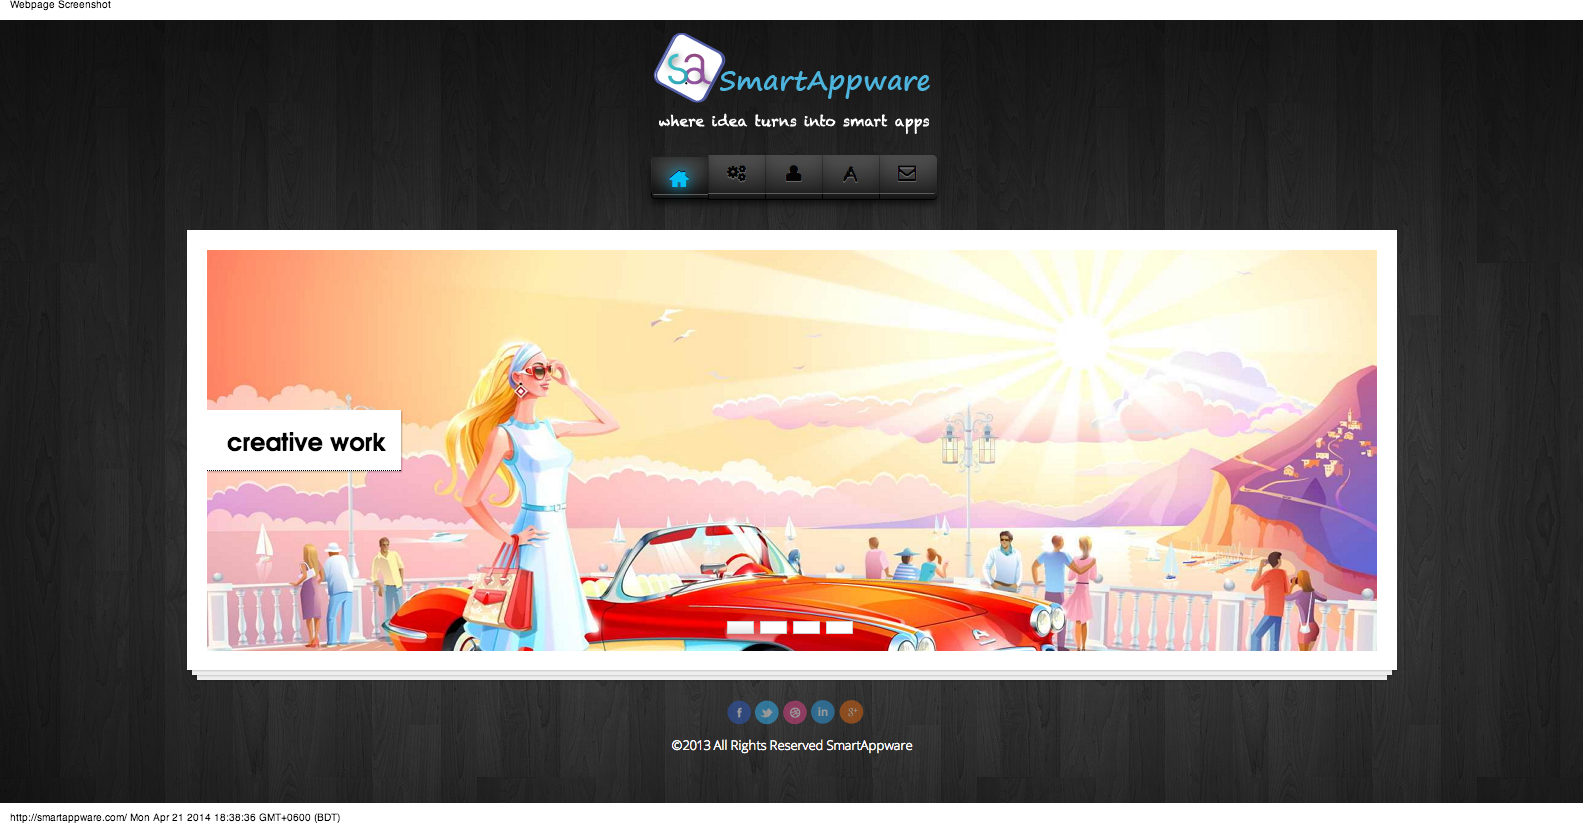 Webpage Screenshot
sa SmartAppware
where idea turns into smart apps
A
creative work
©2013 All Rights Reserved SmartAppware
http://smartappware.com/ Mon Apr 21 2014 18:38:36 GMT+0600 (BDT)